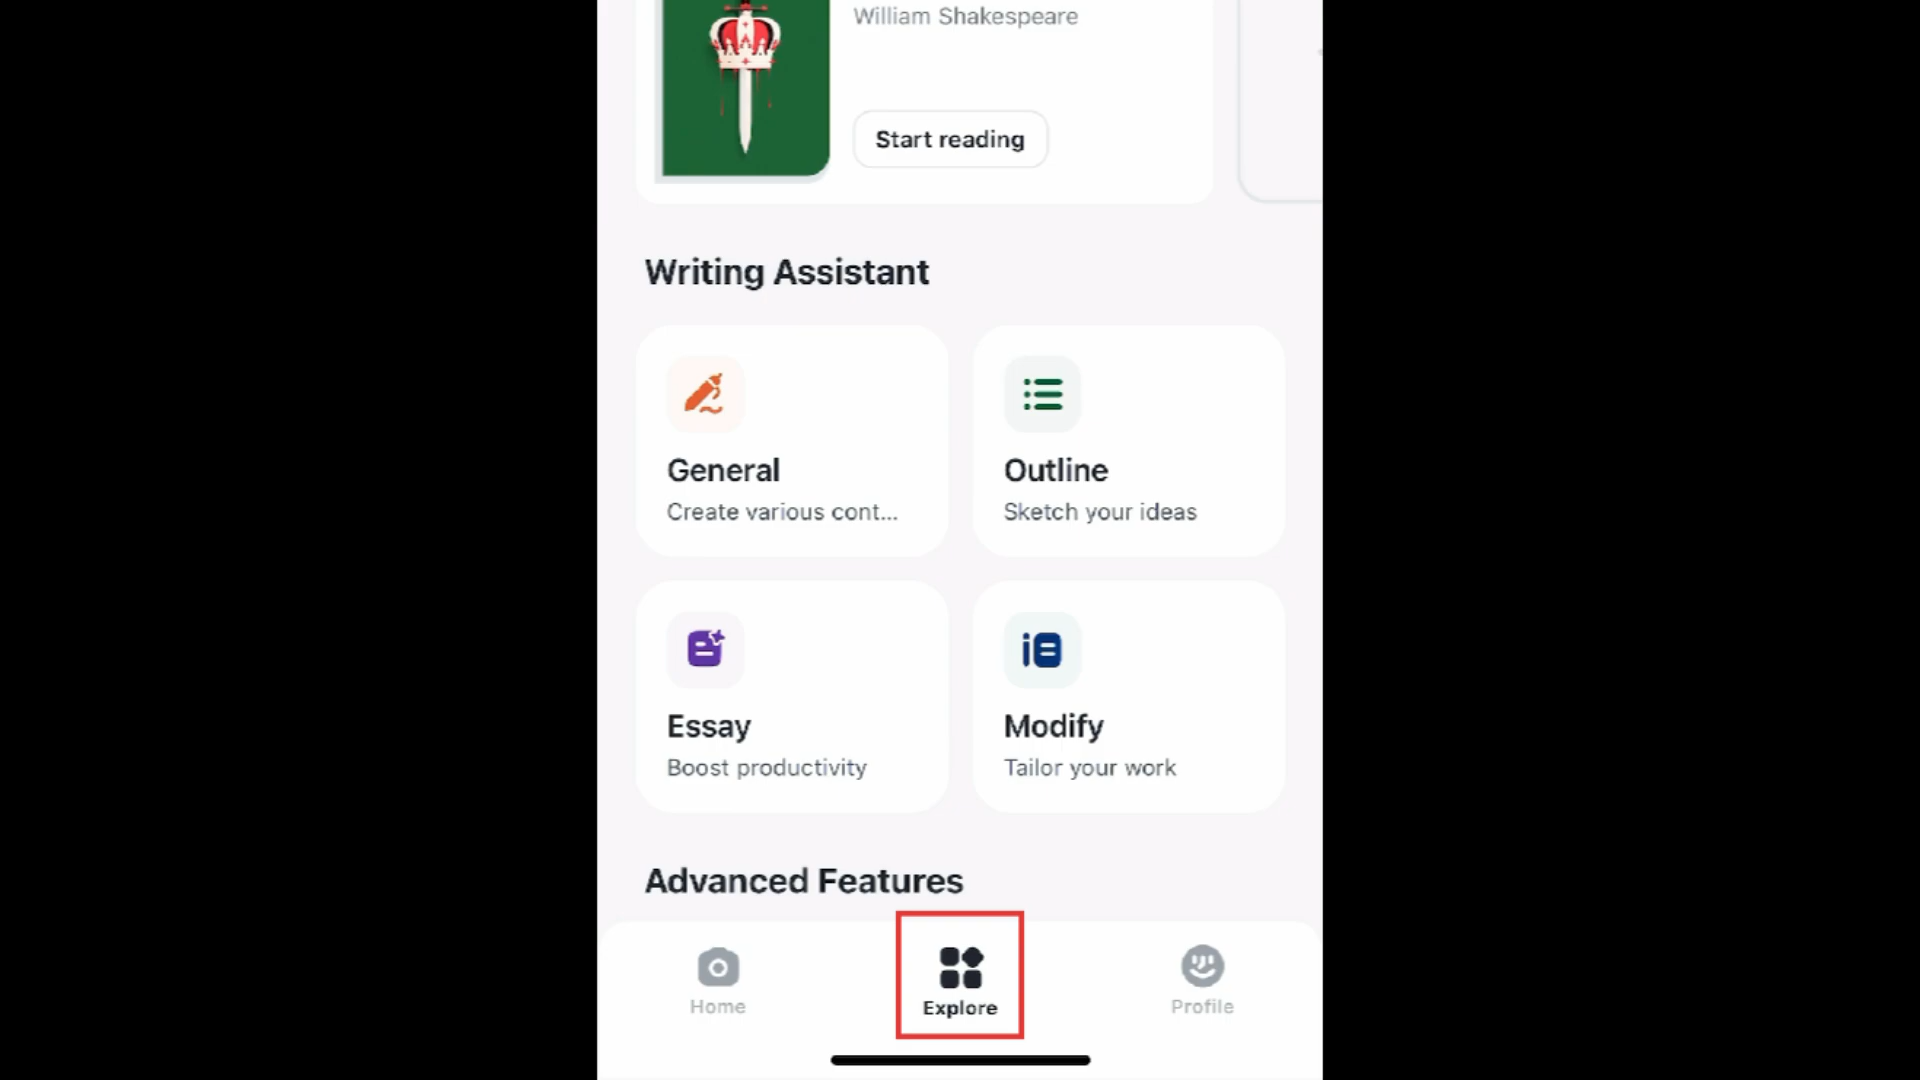 William Shakespeare
Start reading
Writing Assistant
General
Create various cont...
Outline
Sketch your ideas
Essay
Boost productivity
Modify
Tailor your work
Advanced Features
Home
Explore
Profile